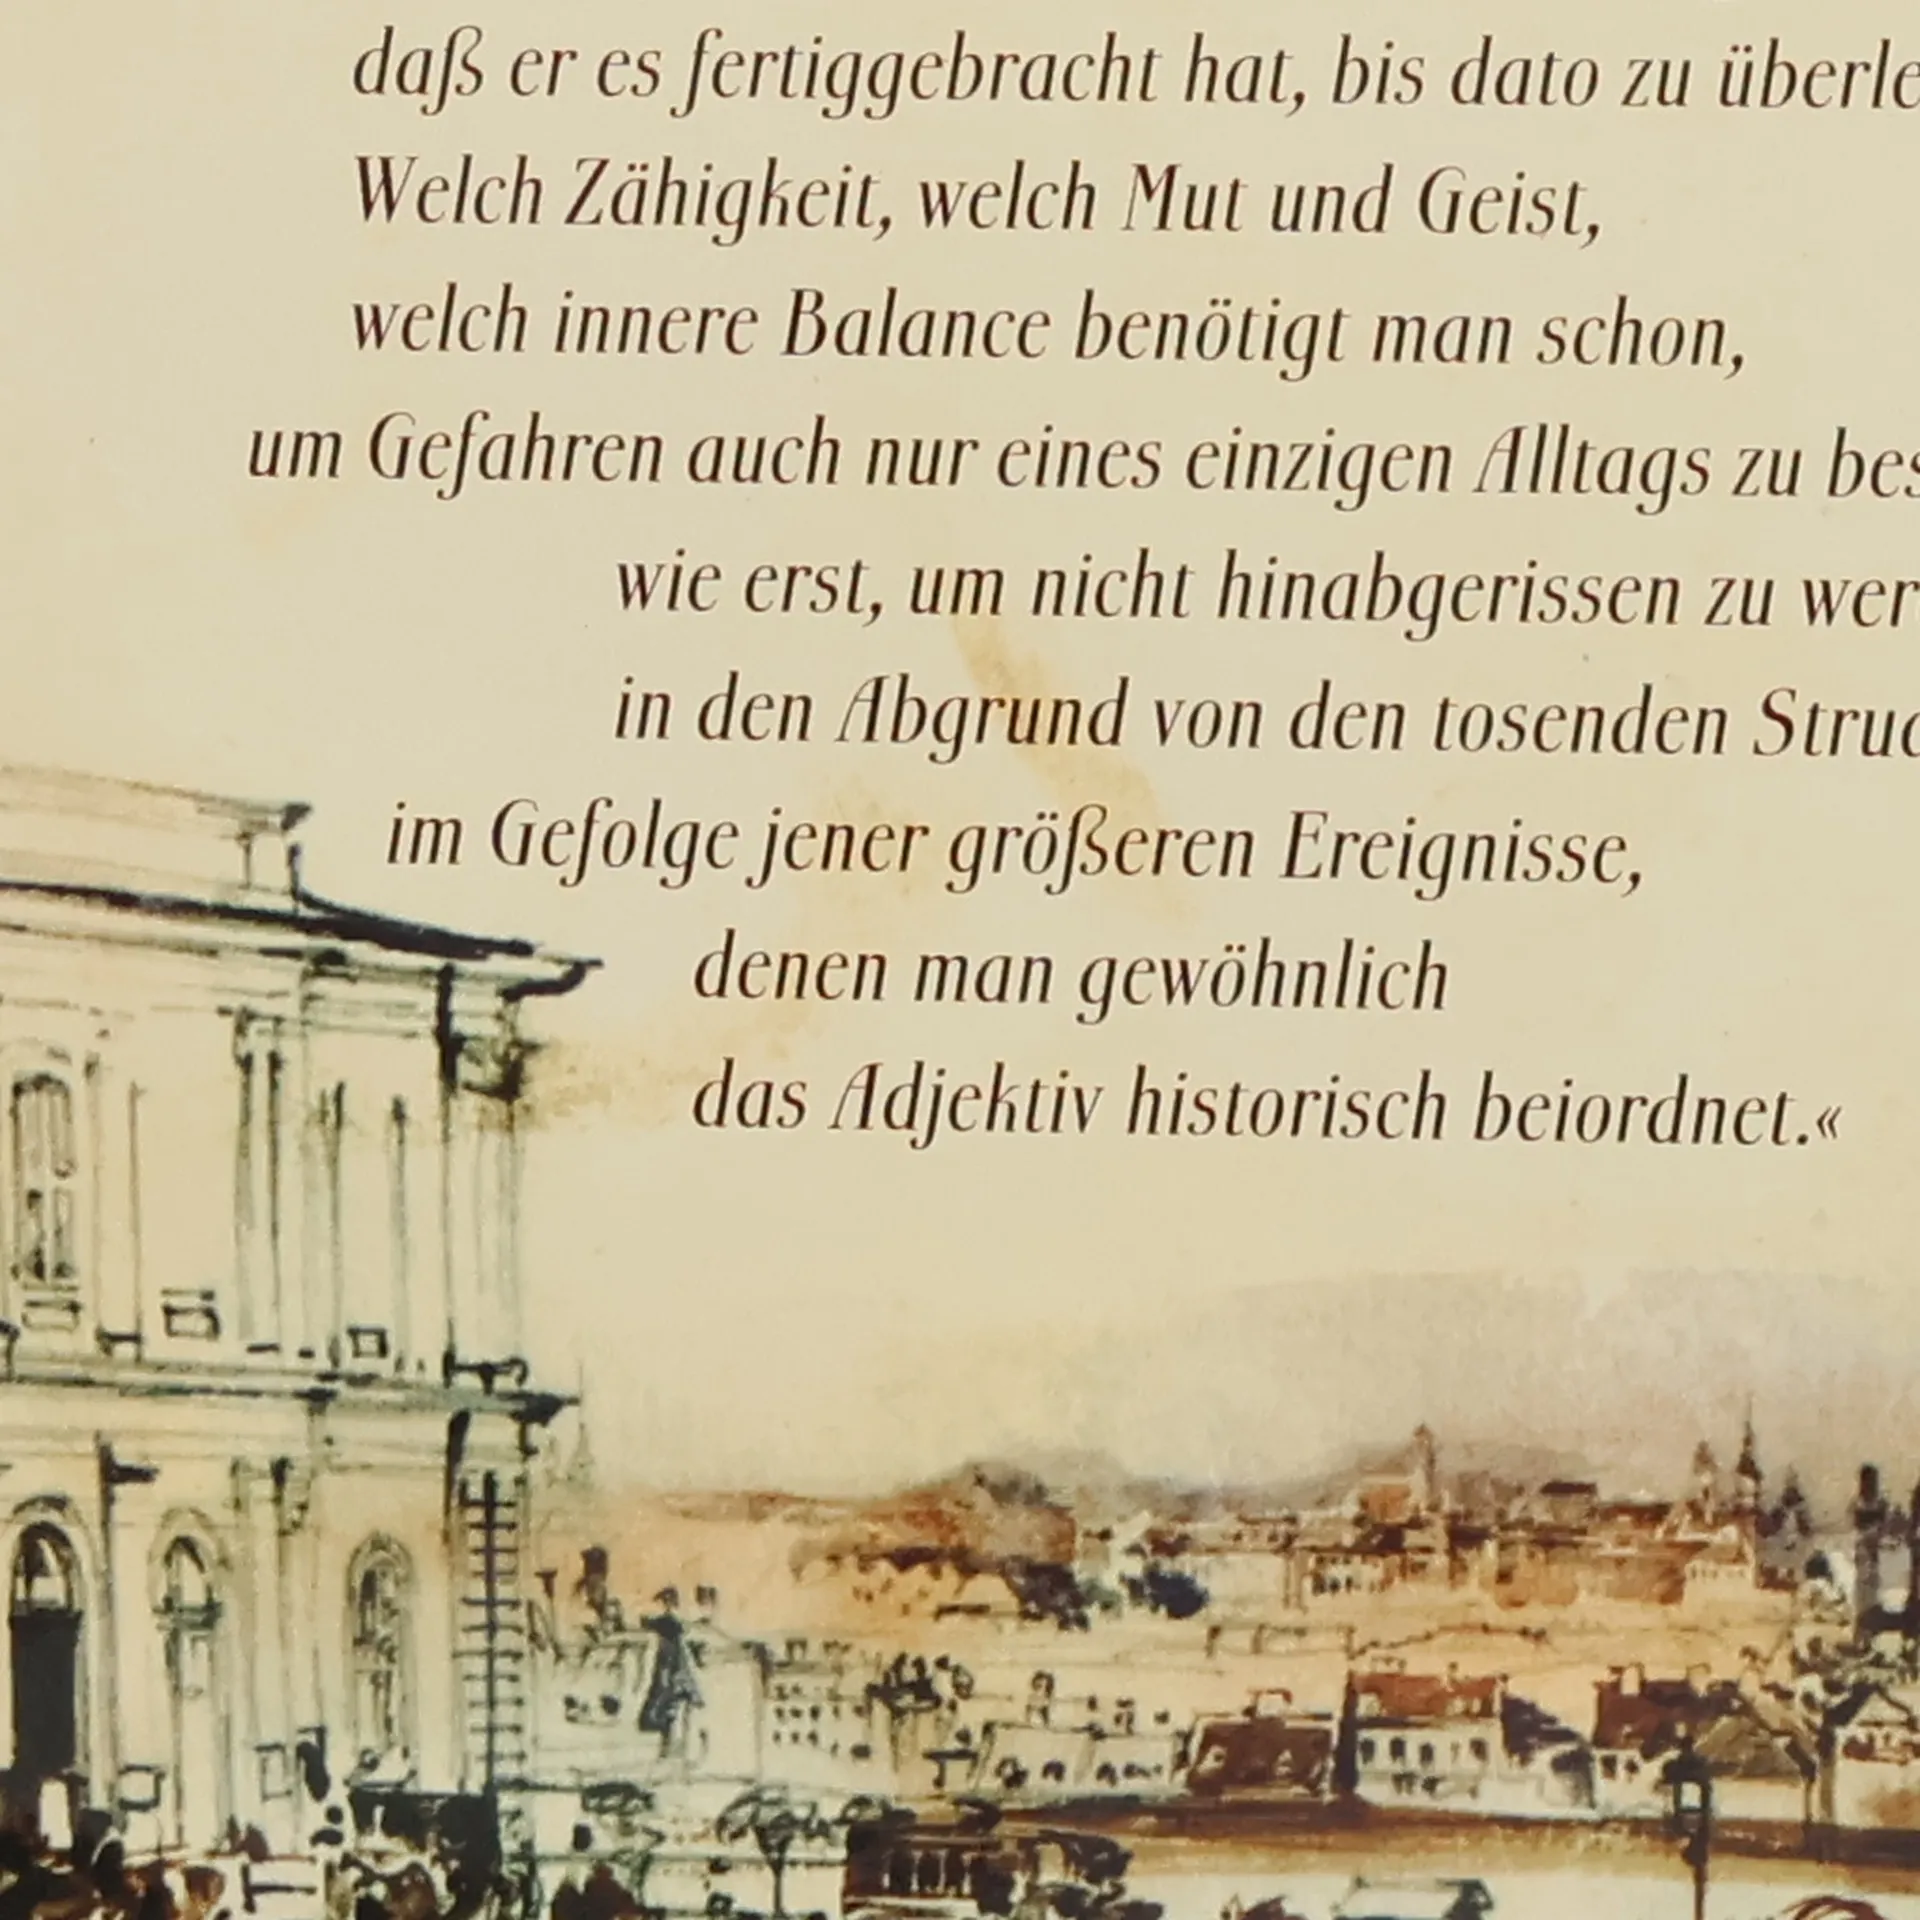 daß er es fertiggebracht hat, bis dato zu überle
Welch Zähigkeit, welch Mut und Geist,
welch innere Balance benötigt man schon,
um Gefahren auch nur eines einzigen Alltags zu bes
wie erst, um nicht hinabgerissen zu wer
in den Abgrund von den tosenden Struc
im Gefolge jener größeren Ereignisse,
denen man gewöhnlich
das Adjektiv historisch beiordnet.«